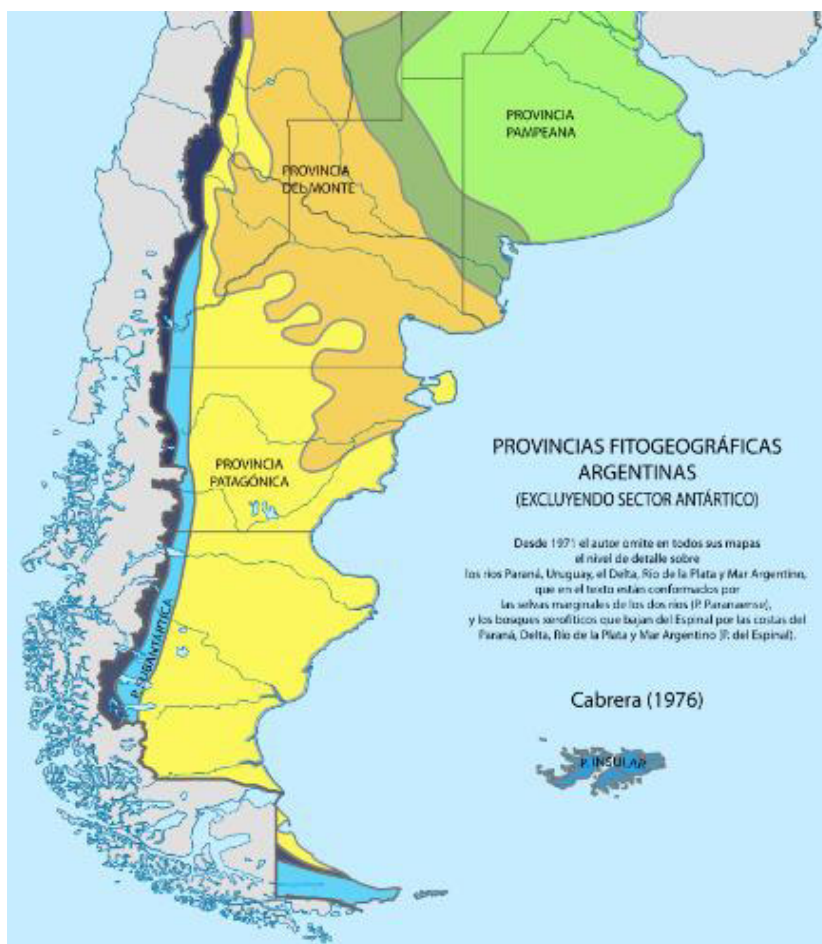 PROVINCIA
PAMPEANA
PROVINCIA
DEL MONTE
PROVINCIA
PATAGÓNICA
P. SUBANTÁRTICA
PROVINCIAS FITOGEOGRÁFICAS
ARGENTINAS
(EXCLUYENDO SECTOR ANTÁRTICO)
Desde 1971 el autor omite en todos sus mapas
el nivel de detalle sobre
los ríos Paraná, Uruguay, el Delta, Río de la Plata y Mar Argentino,
que en el texto están conformados por
las selvas marginales de los dos ríos (P. Paranaense),
y los bosques xerofíticos que bajan del Espinal por las costas del
Paraná, Delta, Río de la Plata y Mar Argentino (P. del Espinal).
Cabrera (1976)
P. INSULAR